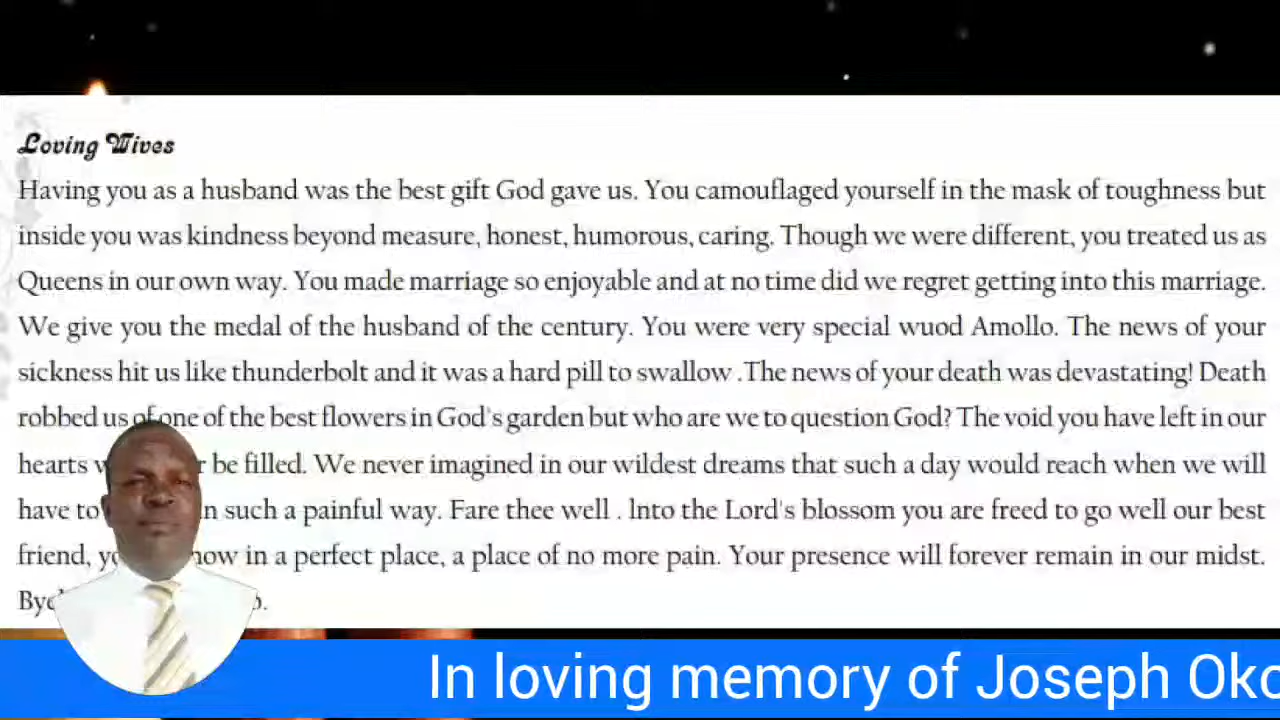 Loving Wives
Having you as a husband was the best gift God gave us. You camouflaged yourself in the mask of toughness but
inside you was kindness beyond measure, honest, humorous, caring. Though we were different, you treated us as
Queens in our own way. You made marriage so enjoyable and at no time did we regret getting into this marriage.
We give you the medal of the husband of the century. You were very special wuod Amollo. The news of your
sickness hit us like thunderbolt and it was a hard pill to swallow .The news of your death was devastating! Death
robbed us of one of the best flowers in God's garden but who are we to question God? The void you have left in our
hearts be filled. We never imagined in our wildest dreams that such a day would reach when we will
have to such a painful way. Fare thee well . Into the Lord's blossom you are freed to go well our best
friend, now in a perfect place, a place of no more pain. Your presence will forever remain in our midst.
In loving memory of Joseph Oko